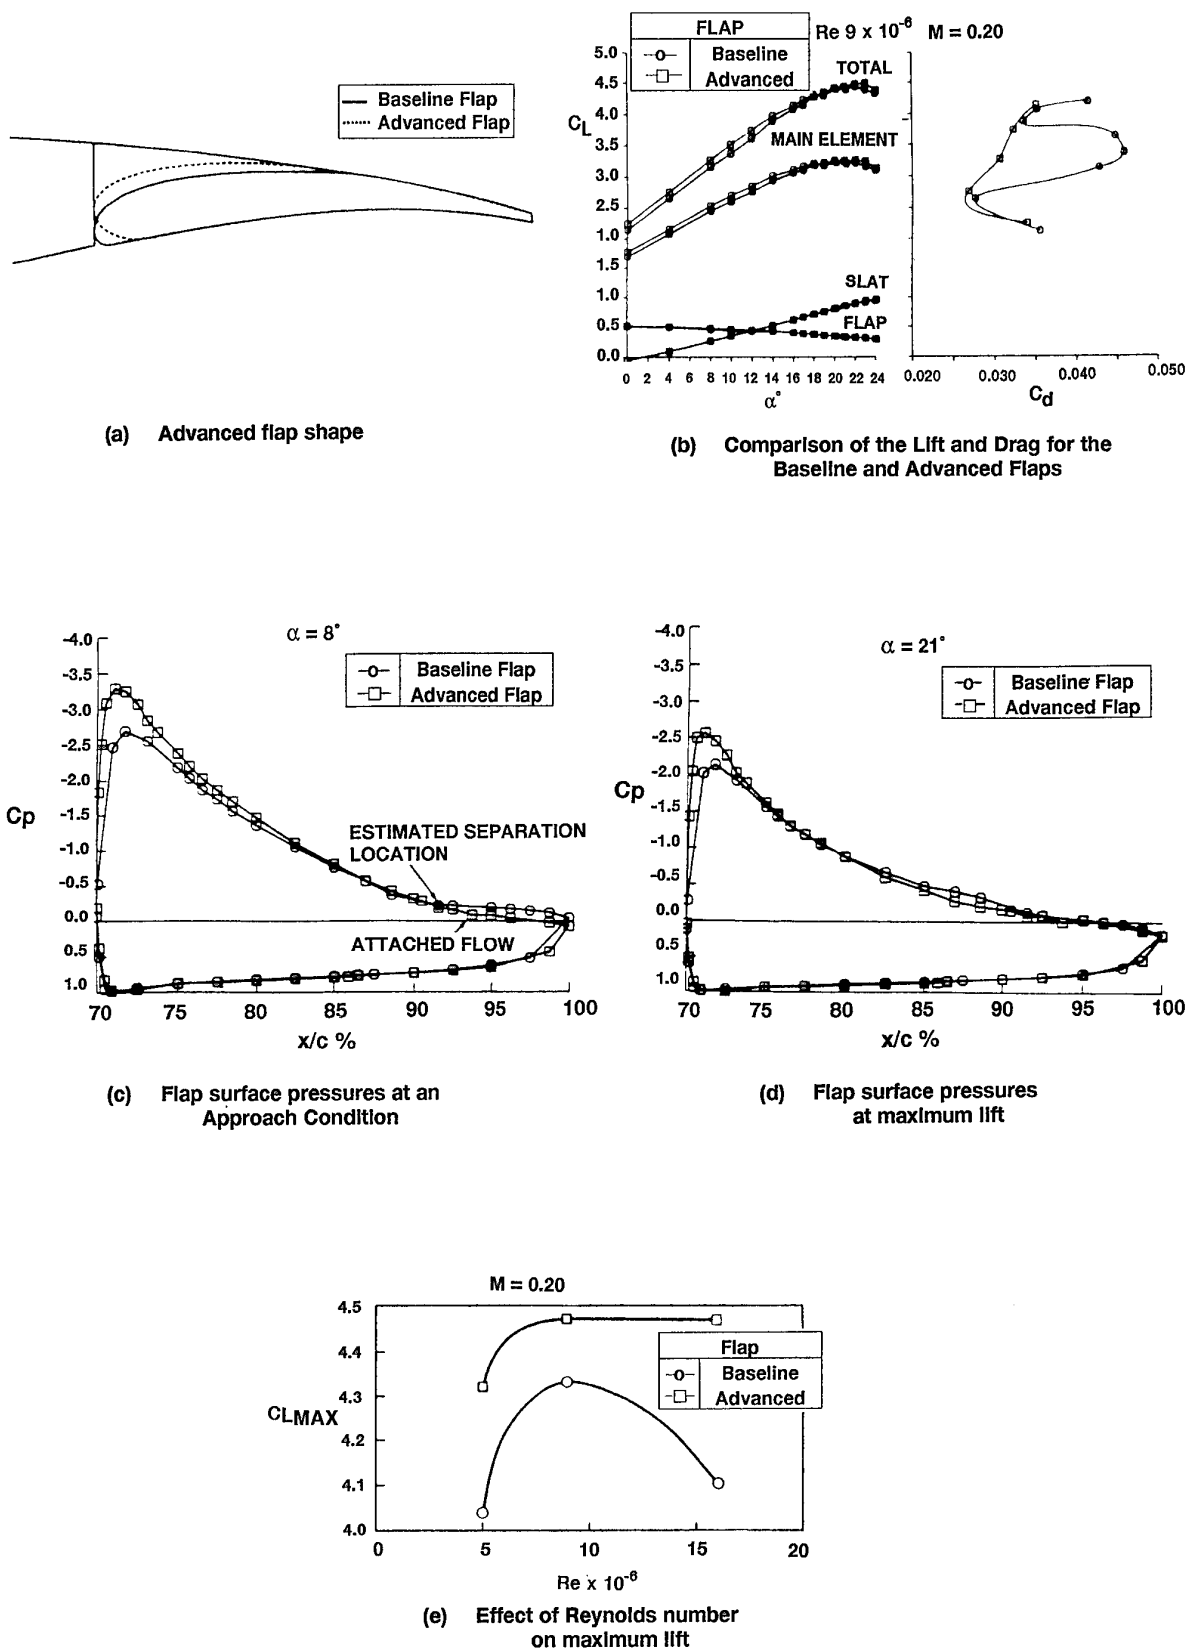 Baseline Flap
Advanced Flap
(a) Advanced flap shape
FLAP
Baseline
Advanced
Re 9 x 10-6 M = 0.20
5.0
4.5
4.0
3.5
3.0
2.5
2.0
1.0
1.5
1.0
0.5
0.0
CL
TOTAL
MAIN ELEMENT
SLAT
FLAP
0 2 4 6 8 10 12 14 16 18 20 22 24
α°
0.020 0.030 0.040 0.050
Cd
(b) Comparison of the Lift and Drag for the
Baseline and Advanced Flaps
α = 8°
Baseline Flap
Advanced Flap
-4.0
-3.5
-3.0
-2.5
-2.0
-1.5
-1.0
-0.5
0.0
0.5
1.0
Cp
ESTIMATED SEPARATION
LOCATION
ATTACHED FLOW
70 75 80 85 90 95 100
x/c %
(c) Flap surface pressures at an
Approach Condition
α = 21°
Baseline Flap
Advanced Flap
-4.0
-3.5
-3.0
-2.5
-2.0
-1.5
-1.0
-0.5
0.0
0.5
1.0
Cp
70 75 80 85 90 95 100
x/c %
(d) Flap surface pressures
at maximum lift
M = 0.20
4.5
4.4
4.3
4.2
4.1
4.0
CLMAX
Flap
Baseline
Advanced
0 5 10 15 20
Re x 10-6
(e) Effect of Reynolds number
on maximum lift